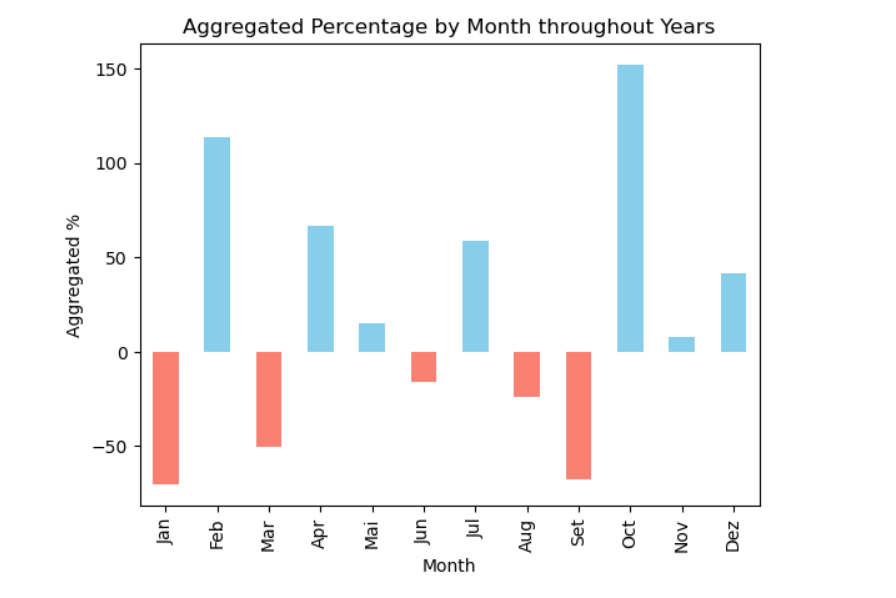 Aggregated Percentage by Month throughout Years
150
100
50
0
−50
Aggregated %
Jan
Feb
Mar
Apr
Mai
Jun
Jul
Aug
Set
Oct
Nov
Dez
Month